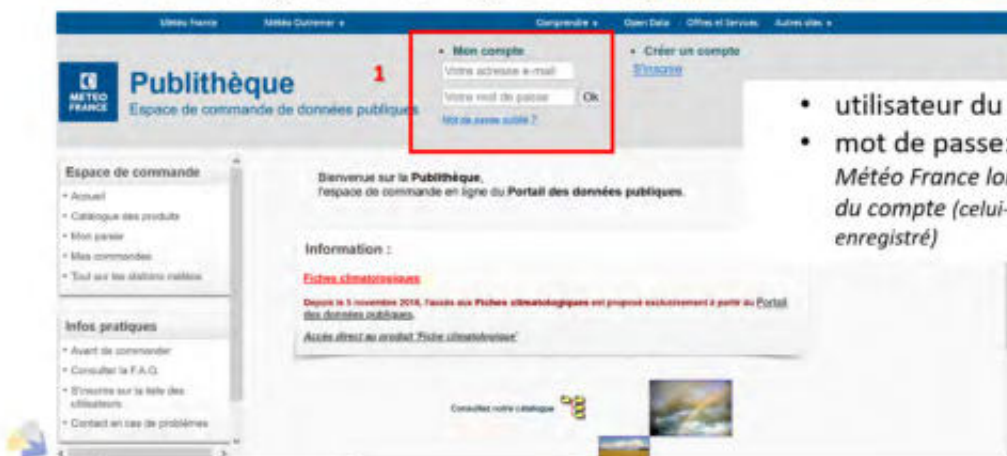 Météo France Météo Outremer Comprendre Open Data Offres et Services Autres sites
METEO FRANCE
Publithèque
Espace de commande de données publiques
1
• Mon compte
Votre adresse e-mail
Votre mot de passe Ok
Mot de passe oublié ?
• Créer un compte
S'inscrire
• utilisateur du
• mot de passe:
Météo France lo
du compte (celui-
enregistré)
Espace de commande
Accueil
Catalogue des produits
Mon panier
Mes commandes
Tout sur les stations météos
Infos pratiques
Avant de commander
Consulter la F.A.Q.
S'inscrire sur la liste des
utilisateurs
Contact en cas de problèmes
Bienvenue sur la Publithèque,
l'espace de commande en ligne du Portail des données publiques.
Information :
Fiches climatologiques
Depuis le 5 novembre 2018, l'accès aux Fiches climatologiques est proposé exclusivement à partir du Portail
des données publiques.
Accès direct au produit "Fiche climatologique"
Consultez notre catalogue